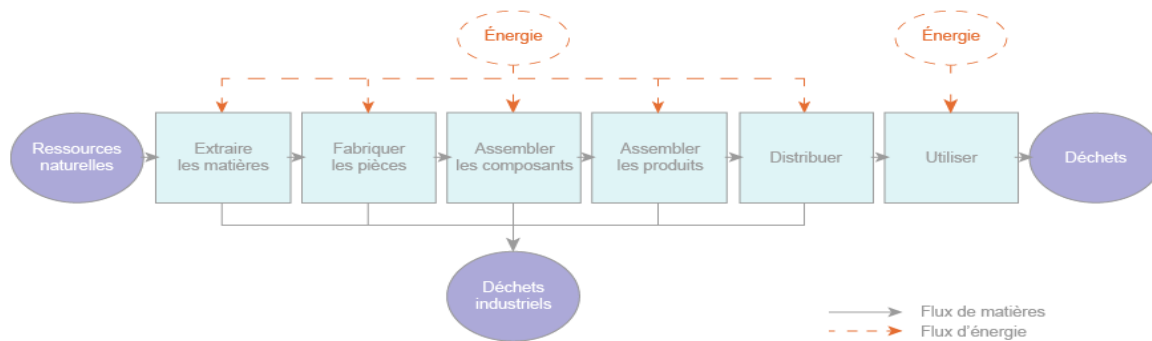 Énergie
Énergie
Ressources
naturelles
Extraire
les matières
Fabriquer
les pièces
Assembler
les composants
Assembler
les produits
Distribuer
Utiliser
Déchets
Déchets
industriels
Flux de matières
Flux d'énergie